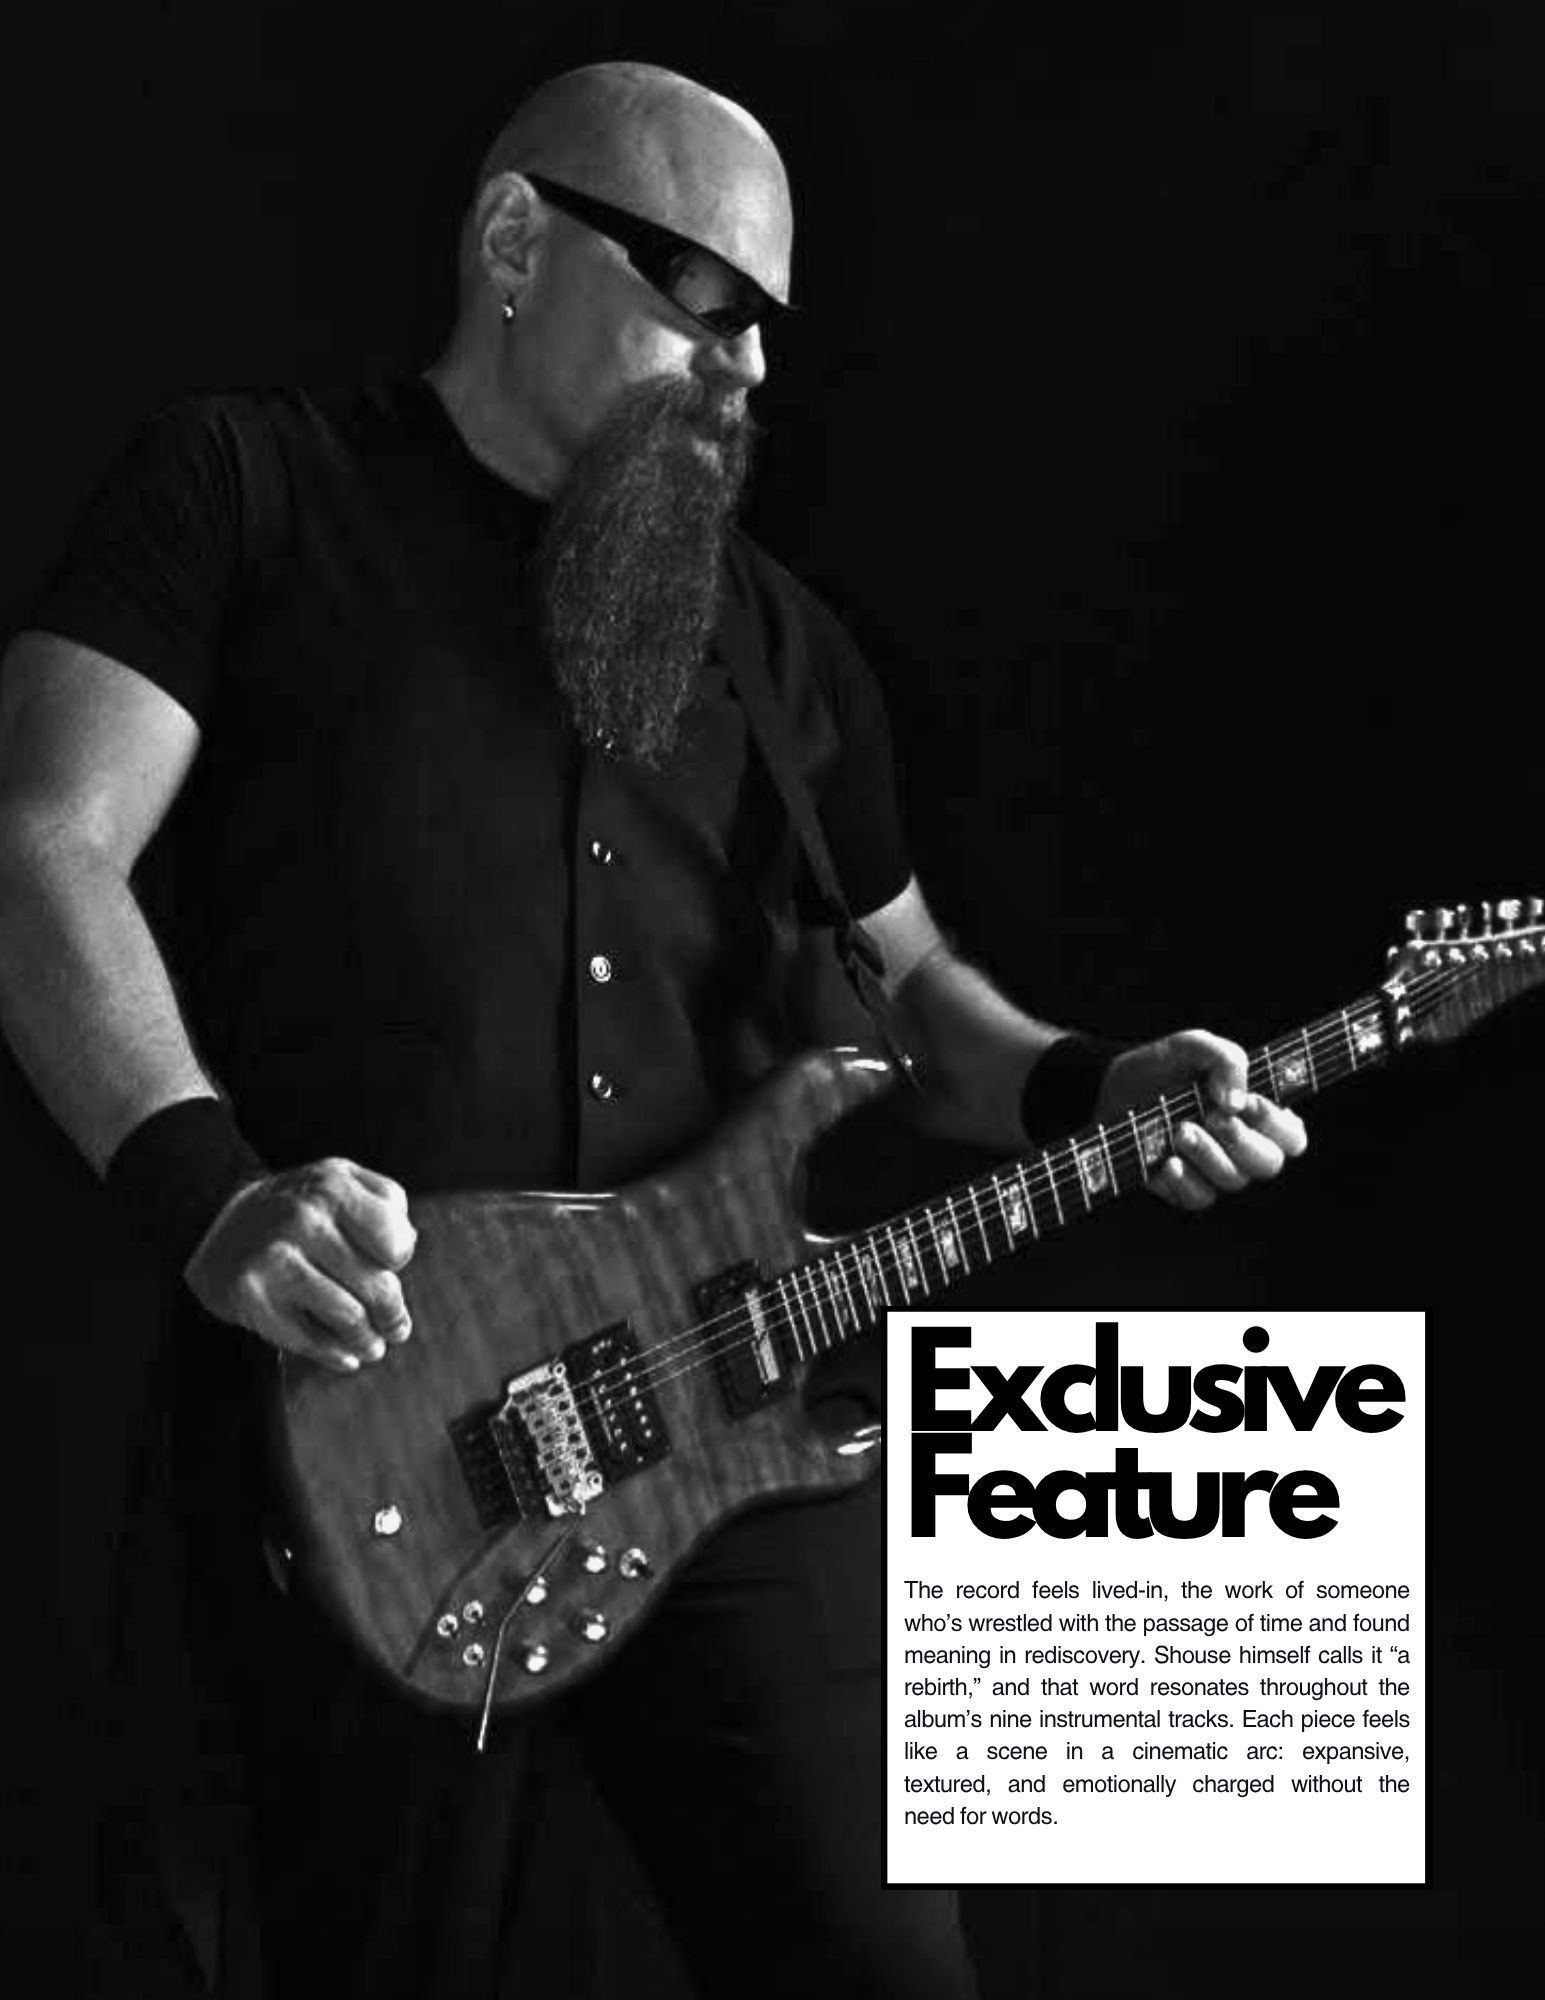 Exclusive
Feature
The record feels lived-in, the work of someone
who’s wrestled with the passage of time and found
meaning in rediscovery. Shouse himself calls it “a
rebirth,” and that word resonates throughout the
album’s nine instrumental tracks. Each piece feels
like a scene in a cinematic arc: expansive,
textured, and emotionally charged without the
need for words.